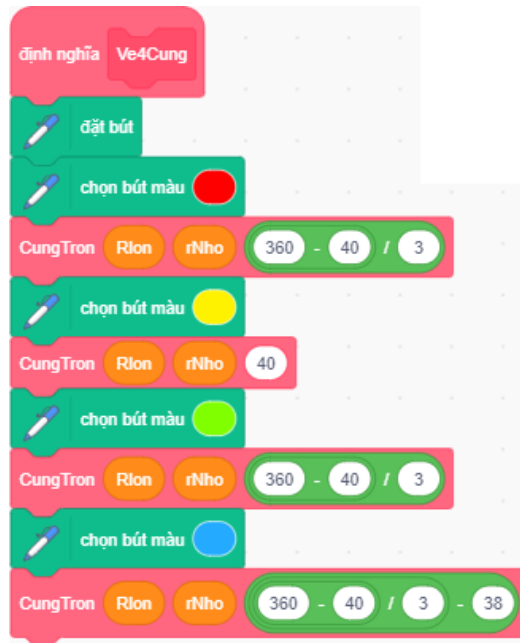 định nghĩa Ve4Cung
đặt bút
chọn bút màu
CungTron Rlon rNho 360 - 40 / 3
chọn bút màu
CungTron Rlon rNho 40
chọn bút màu
CungTron Rlon rNho 360 - 40 / 3
chọn bút màu
CungTron Rlon rNho 360 - 40 / 3 - 38